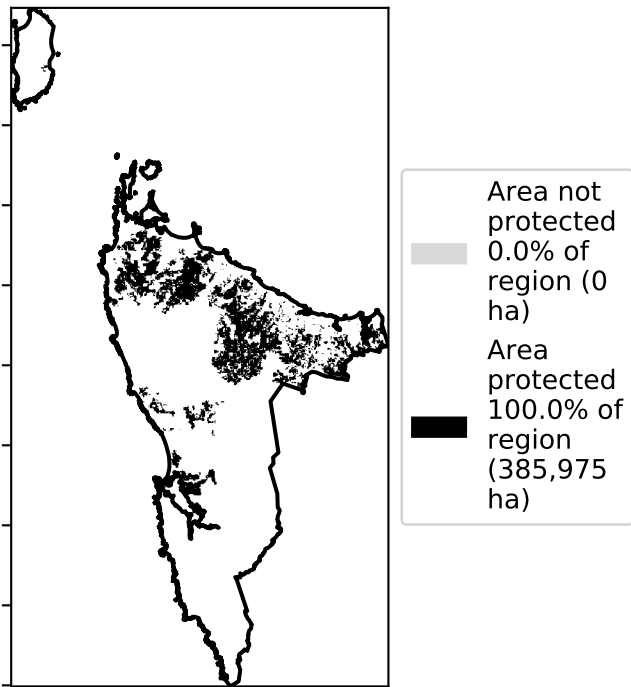 Area not
protected
0.0% of
region (0
ha)
Area
protected
100.0% of
region
(385,975
ha)